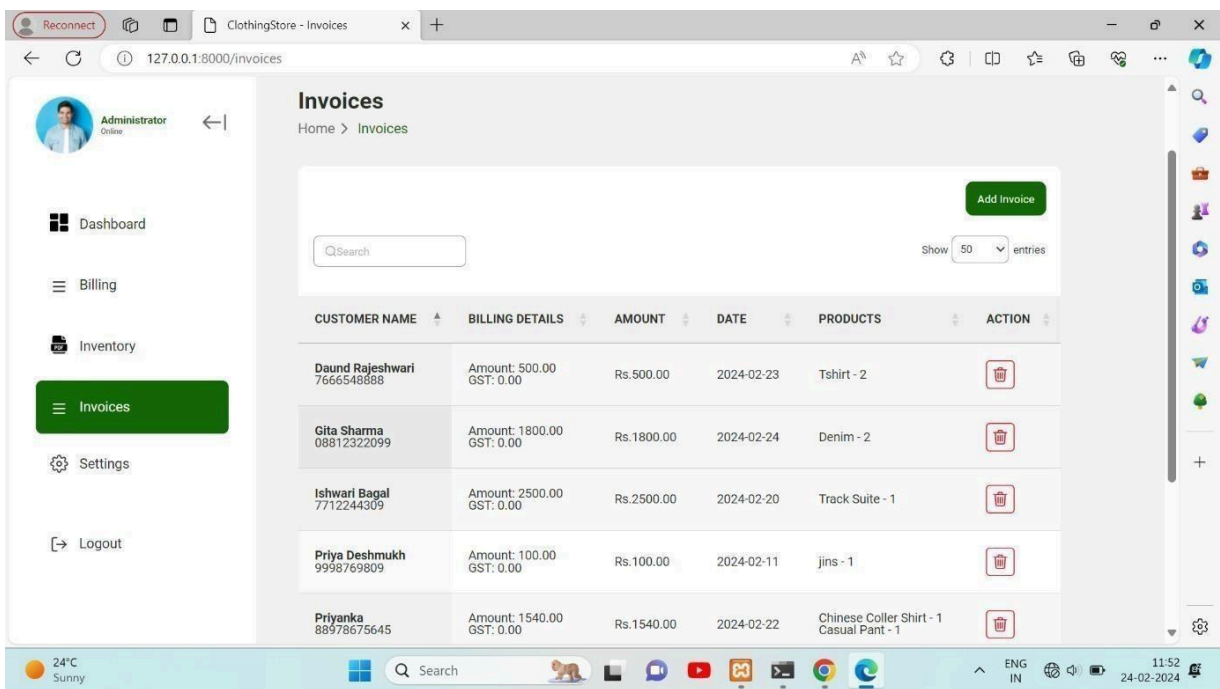 Reconnect
ClothingStore - Invoices
127.0.0.1:8000/invoices
Administrator
Online
Dashboard
Billing
Inventory
Invoices
Settings
Logout
Invoices
Home > Invoices
Add Invoice
Search
Show 50 entries
CUSTOMER NAME BILLING DETAILS AMOUNT DATE PRODUCTS ACTION
Daund Rajeshwari Amount: 500.00 Rs.500.00 2024-02-23 Tshirt - 2
7666548888 GST: 0.00
Gita Sharma Amount: 1800.00 Rs.1800.00 2024-02-24 Denim - 2
08812322099 GST: 0.00
Ishwari Bagal Amount: 2500.00 Rs.2500.00 2024-02-20 Track Suite - 1
7712244309 GST: 0.00
Priya Deshmukh Amount: 100.00 Rs.100.00 2024-02-11 jins - 1
9998769809 GST: 0.00
Priyanka Amount: 1540.00 Rs.1540.00 2024-02-22 Chinese Coller Shirt - 1
88978675645 GST: 0.00 Casual Pant - 1
24°C
Sunny
Search
ENG
IN
11:52
24-02-2024